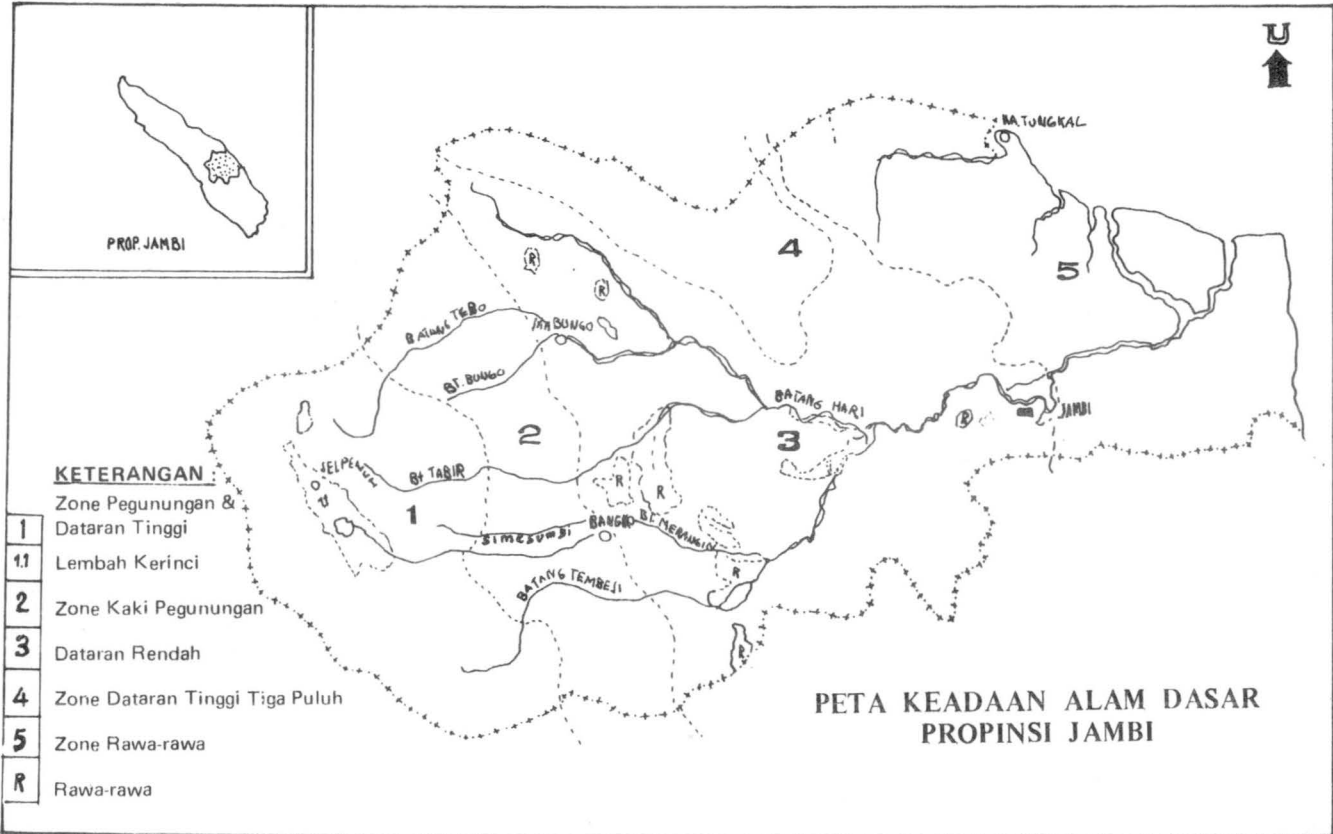 PROP. JAMBI
U
KA.TUNGKAL
4
5
R
R
BATANG TEBO
MA BUNGO
BT. BUNGO
BATANG HARI
JAMBI
R
2
3
Bt TABIR
R
R
1
BANGKO
BT. MERANGIN
BATANG TEMBESI
R
R
KETERANGAN :
1 Zone Pegunungan &
Dataran Tinggi
1.1 Lembah Kerinci
2 Zone Kaki Pegunungan
3 Dataran Rendah
4 Zone Dataran Tinggi Tiga Puluh
5 Zone Rawa-rawa
R Rawa-rawa
PETA KEADAAN ALAM DASAR
PROPINSI JAMBI